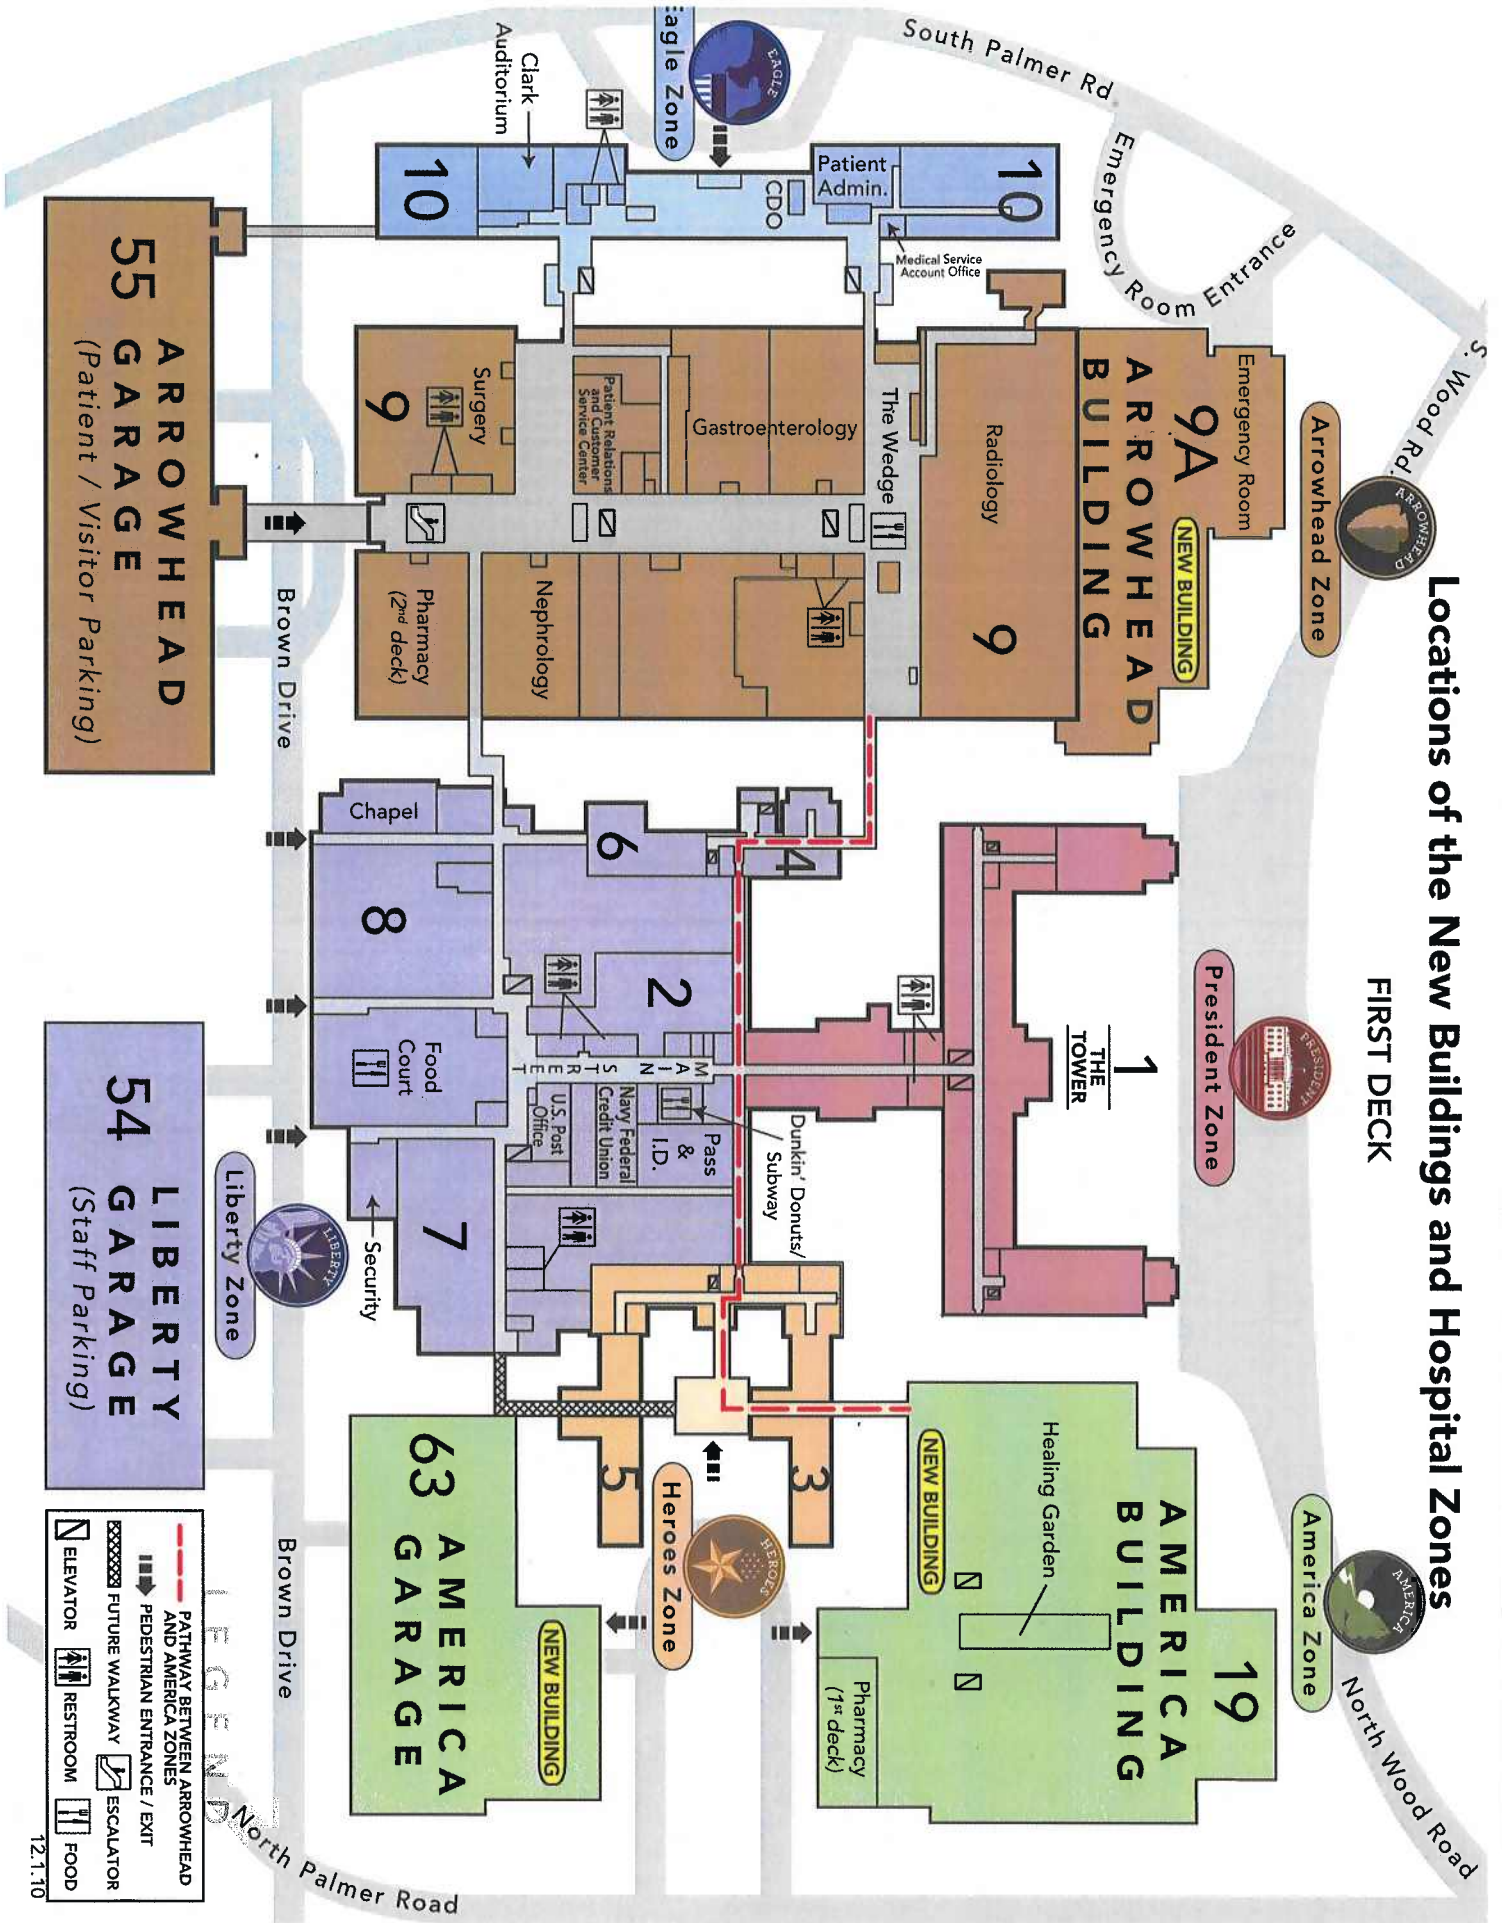 Locations of the New Buildings and Hospital Zones
FIRST DECK
South Palmer Rd
Emergency Room Entrance
S. Wood Rd.
ARROWHEAD
Arrowhead Zone
PRESIDENT
President Zone
AMERICA
America Zone
North Wood Road
EAGLE
Eagle Zone
10
Patient
Admin.
CDO
Medical Service
Account Office
Clark
Auditorium
10
Emergency Room
9A
ARROWHEAD
BUILDING
NEW BUILDING
Radiology
9
The Wedge
Gastroenterology
Patient Relations
and Customer
Service Center
Surgery
9
Nephrology
Pharmacy
(2nd deck)
1
THE
TOWER
4
6
2
Chapel
8
MAIN STREET
Food
Court
Dunkin' Donuts/
Subway
Pass
&
I.D.
Navy Federal
Credit Union
U.S. Post
Office
7
Security
3
5
HEROES
Heroes Zone
19
AMERICA
BUILDING
Healing Garden
NEW BUILDING
Pharmacy
(1st deck)
63 AMERICA
GARAGE
NEW BUILDING
Brown Drive
LIBERTY
Liberty Zone
Brown Drive
55 ARROWHEAD
GARAGE
(Patient / Visitor Parking)
54 LIBERTY
GARAGE
(Staff Parking)
North Palmer Road
LEGEND
PATHWAY BETWEEN ARROWHEAD
AND AMERICA ZONES
PEDESTRIAN ENTRANCE / EXIT
FUTURE WALKWAY
ESCALATOR
ELEVATOR
RESTROOM
FOOD
12.1.10